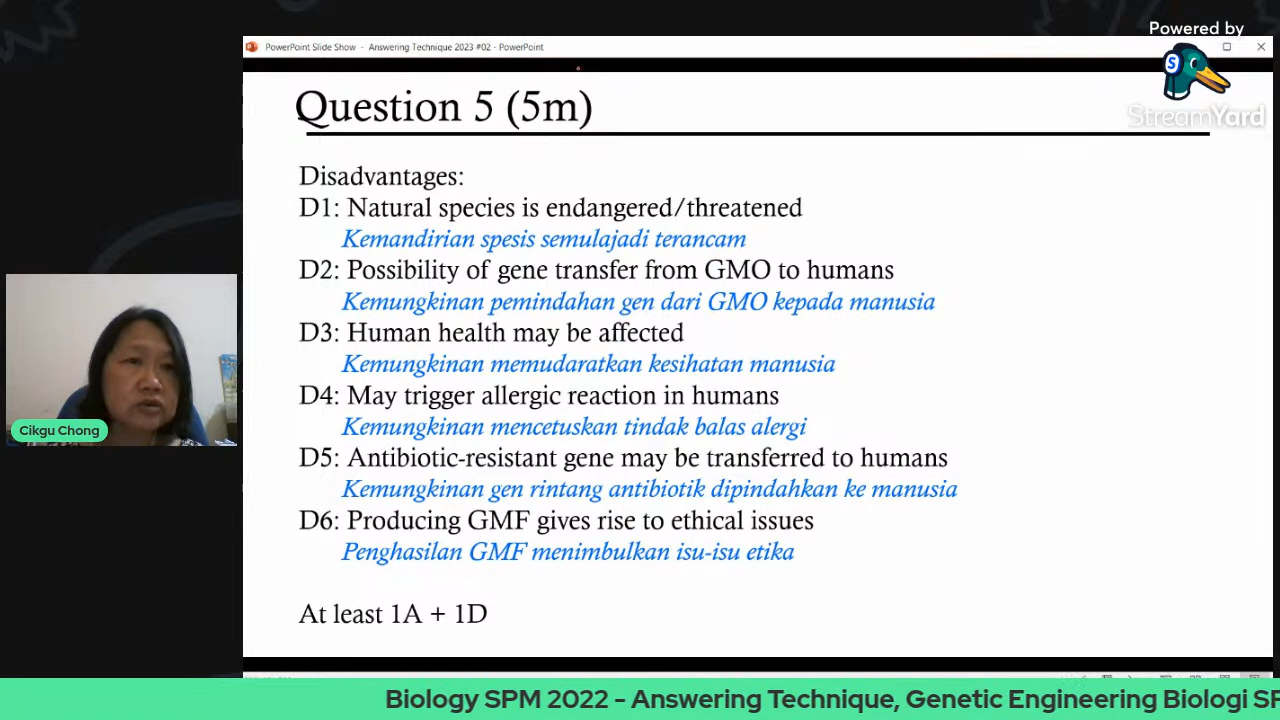 Powered by
StreamYard
PowerPoint Slide Show - Answering Technique 2023 #02 - PowerPoint
Question 5 (5m)
Disadvantages:
D1: Natural species is endangered/threatened
Kemandirian spesis semulajadi terancam
D2: Possibility of gene transfer from GMO to humans
Kemungkinan pemindahan gen dari GMO kepada manusia
D3: Human health may be affected
Kemungkinan memudaratkan kesihatan manusia
D4: May trigger allergic reaction in humans
Kemungkinan mencetuskan tindak balas alergi
D5: Antibiotic-resistant gene may be transferred to humans
Kemungkinan gen rintang antibiotik dipindahkan ke manusia
D6: Producing GMF gives rise to ethical issues
Penghasilan GMF menimbulkan isu-isu etika
At least 1A + 1D
Cikgu Chong
Biology SPM 2022 - Answering Technique, Genetic Engineering Biologi SP